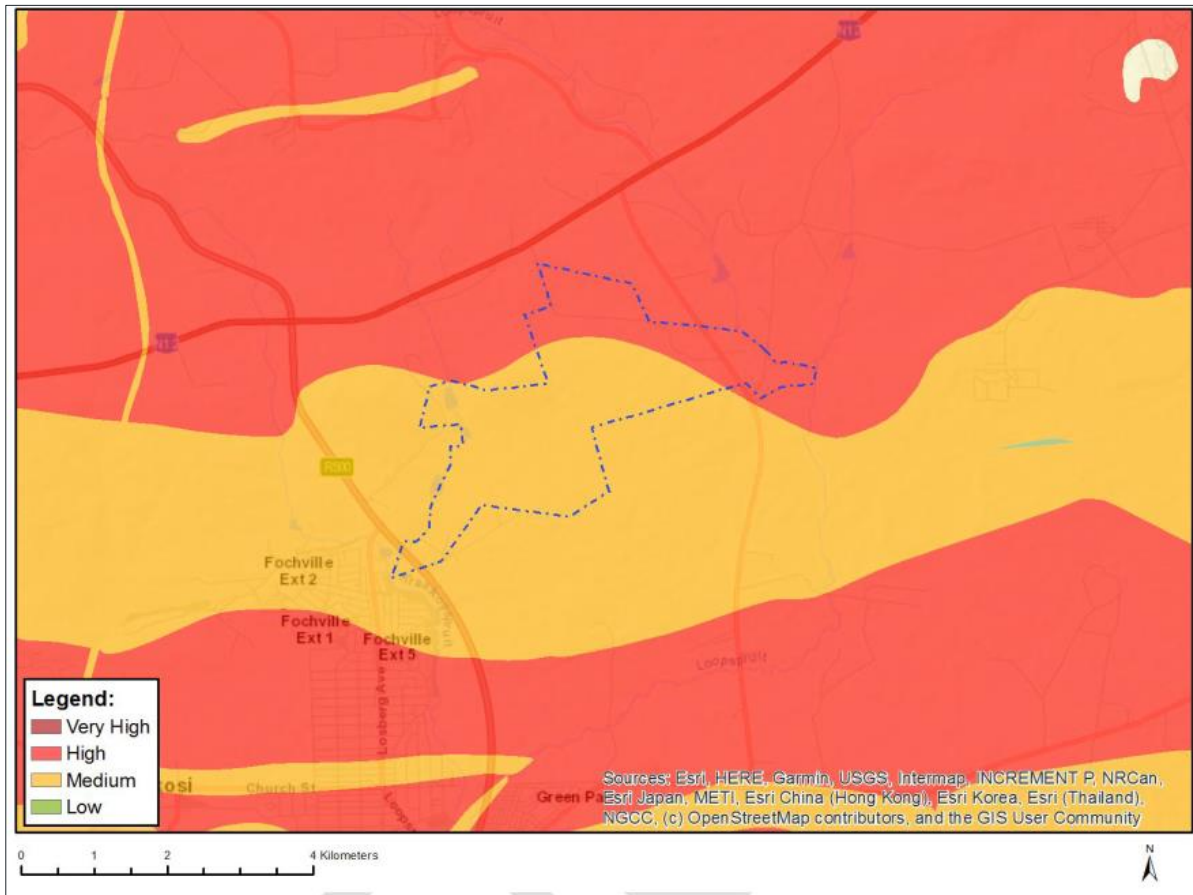 N12
N12
R500
Fochville
Ext 2
Fochville
Ext 1
Fochville
Ext 5
Losberg Ave
Loopspruit
Church St
Legend:
Very High
High
Medium
Low
Sources: Esri, HERE, Garmin, USGS, Intermap, INCREMENT P, NRCan,
Esri Japan, METI, Esri China (Hong Kong), Esri Korea, Esri (Thailand),
NGCC, (c) OpenStreetMap contributors, and the GIS User Community
0 1 2 4 Kilometers
N